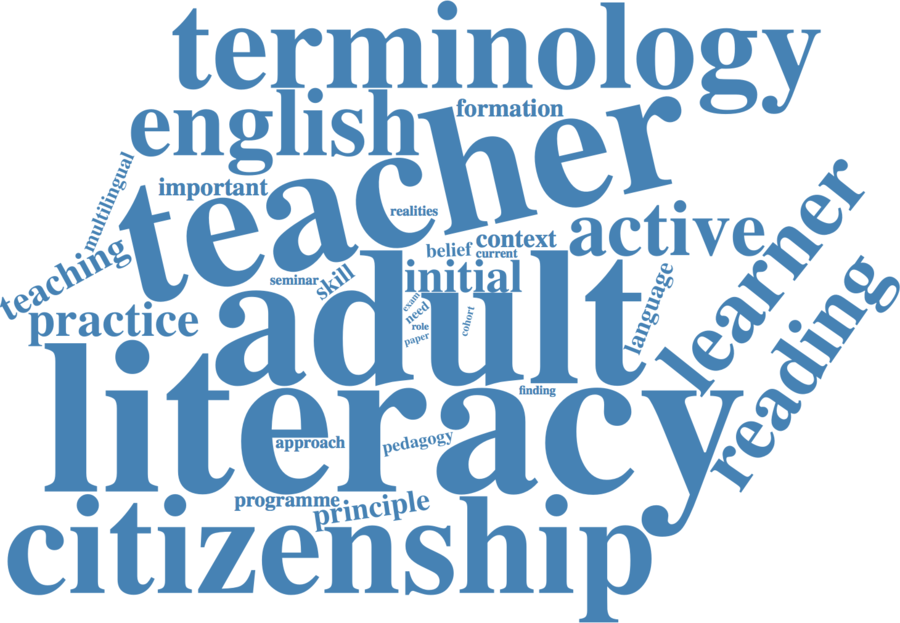 terminology
english
formation
teacher
multilingual
important
realities
learner
active
teaching
belief
context
current
seminar
skill
initial
language
practice
adult
exam
need
role
paper
cohort
reading
literacy
finding
approach
pedagogy
programme
principle
citizenship